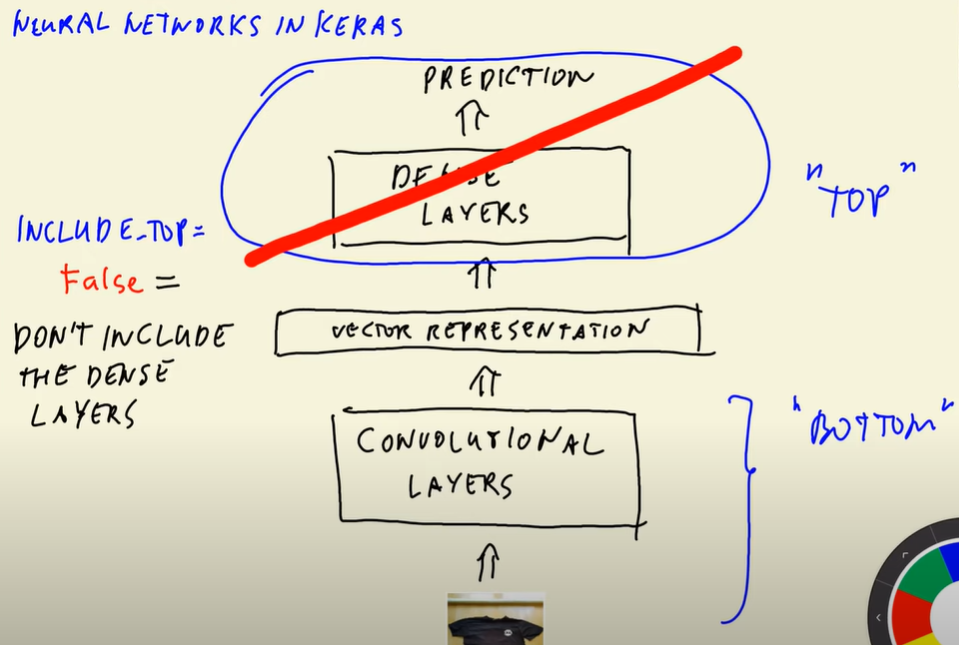 NEURAL NETWORKS IN KERAS
PREDICTION
DENSE
LAYERS
"TOP"
INCLUDE_TOP=
False =
DON'T INCLUDE
THE DENSE
LAYERS
VECTOR REPRESENTATION
CONVOLUTIONAL
LAYERS
"BOTTOM"